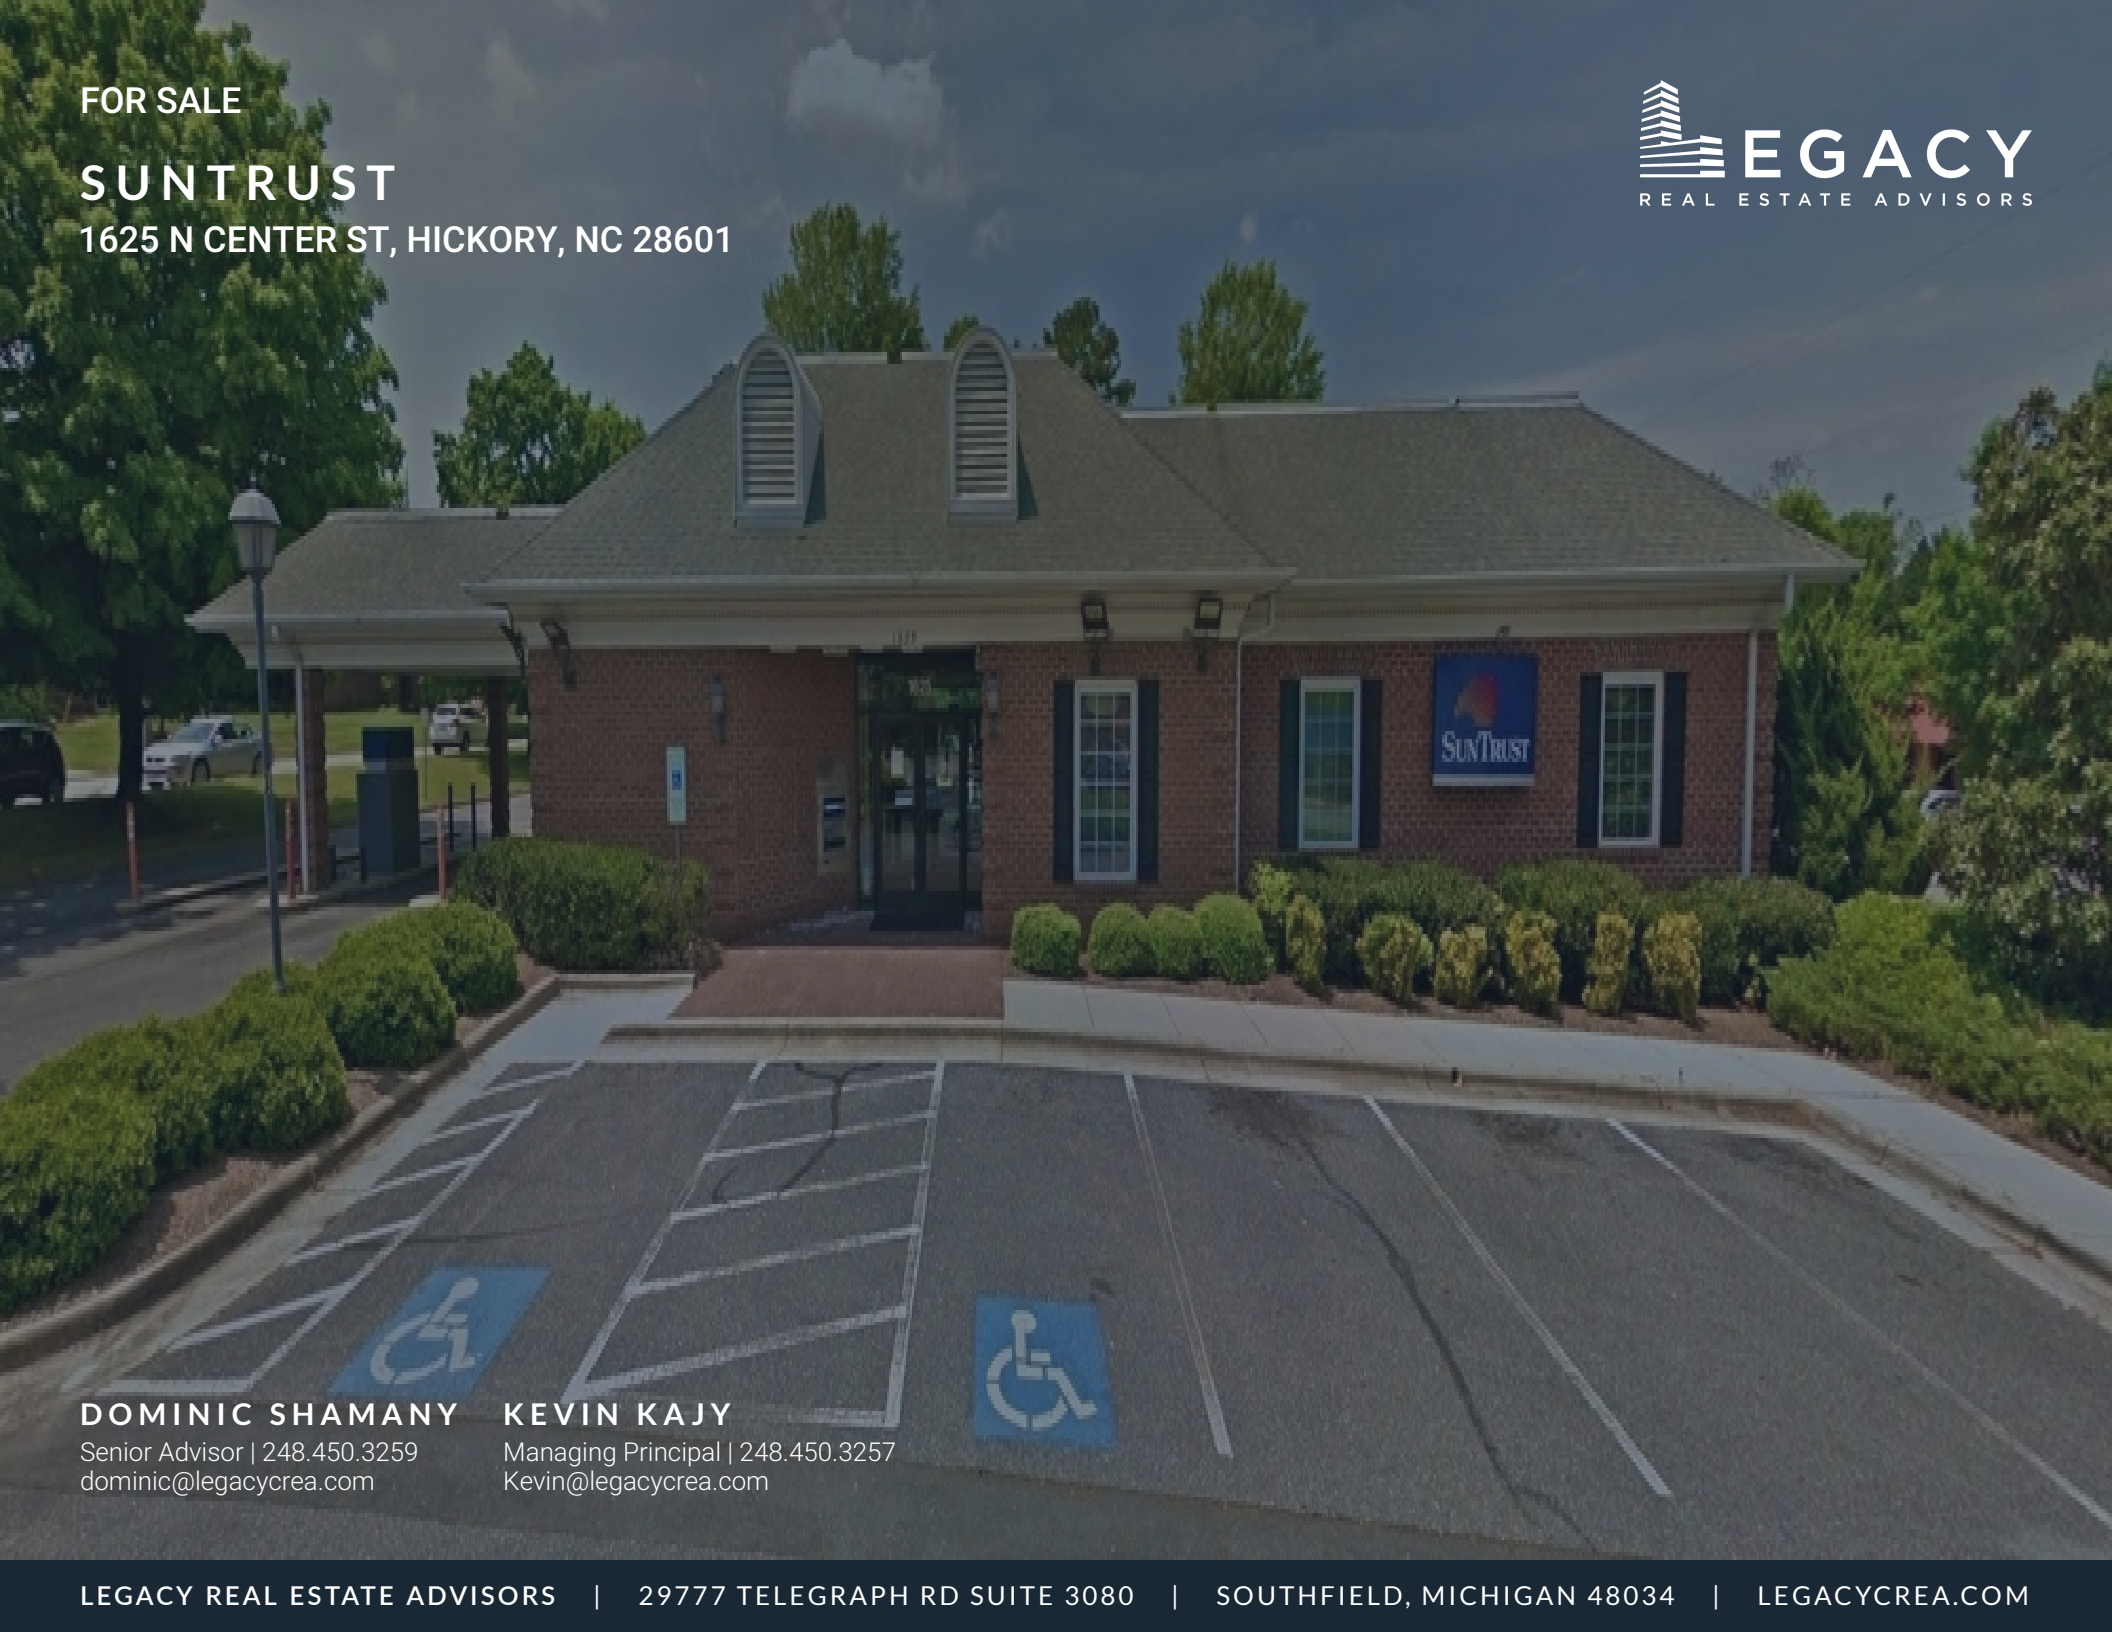 FOR SALE
SUNTRUST
1625 N CENTER ST, HICKORY, NC 28601
LEGACY
REAL ESTATE ADVISORS
SUNTRUST
DOMINIC SHAMANY
Senior Advisor | 248.450.3259
dominic@legacycrea.com
KEVIN KAJY
Managing Principal | 248.450.3257
Kevin@legacycrea.com
LEGACY REAL ESTATE ADVISORS | 29777 TELEGRAPH RD SUITE 3080 | SOUTHFIELD, MICHIGAN 48034 | LEGACYCREA.COM